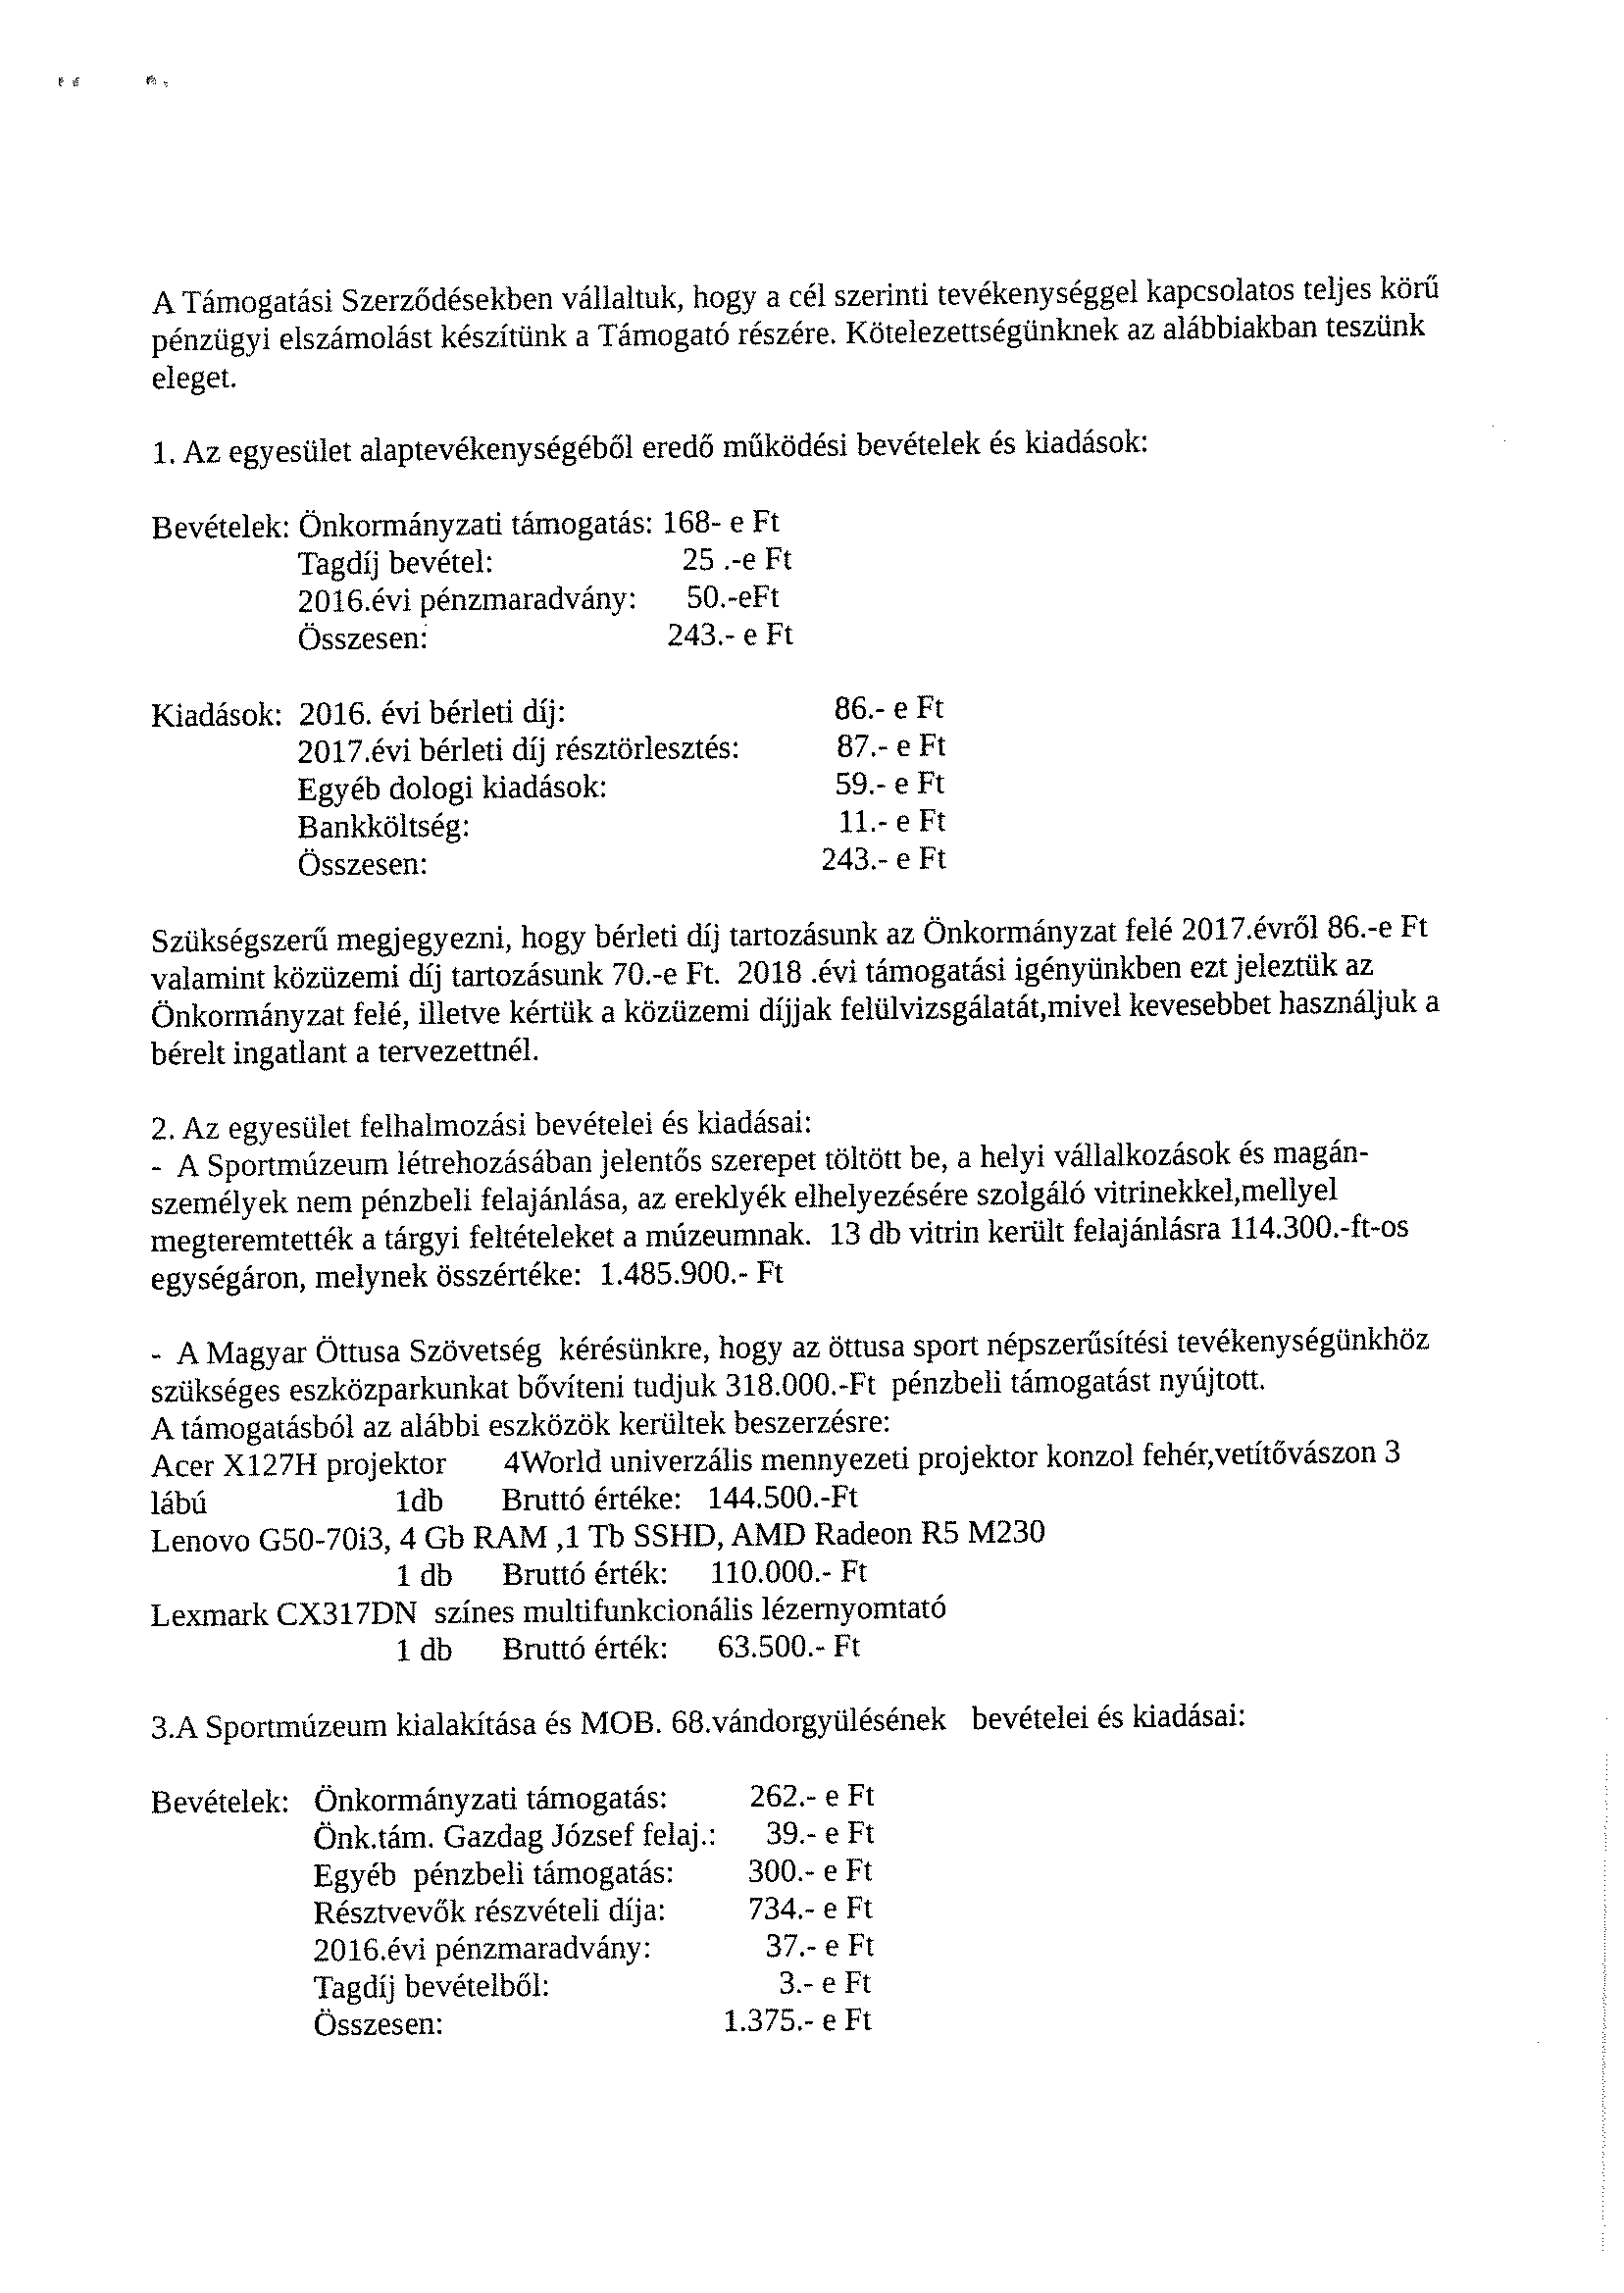 A Támogatási Szerződésekben vállaltuk, hogy a cél szerinti tevékenységgel kapcsolatos teljes körű
pénzügyi elszámolást készítünk a Támogató részére. Kötelezettségünknek az alábbiakban teszünk
eleget.
1. Az egyesület alaptevékenységéből eredő működési bevételek és kiadások:
Bevételek: Önkormányzati támogatás: 168- e Ft
Tagdíj bevétel: 25 .-e Ft
2016.évi pénzmaradvány: 50.-eFt
Összesen: 243.- e Ft
Kiadások: 2016. évi bérleti díj: 86.- e Ft
2017.évi bérleti díj résztörlesztés: 87.- e Ft
Egyéb dologi kiadások: 59.- e Ft
Bankköltség: 11.- e Ft
Összesen: 243.- e Ft
Szükségszerű megjegyezni, hogy bérleti díj tartozásunk az Önkormányzat felé 2017.évről 86.-e Ft
valamint közüzemi díj tartozásunk 70.-e Ft. 2018 .évi támogatási igényünkben ezt jeleztük az
Önkormányzat felé, illetve kértük a közüzemi díjjak felülvizsgálatát,mivel kevesebbet használjuk a
bérelt ingatlant a tervezettnél.
2. Az egyesület felhalmozási bevételei és kiadásai:
- A Sportmúzeum létrehozásában jelentős szerepet töltött be, a helyi vállalkozások és magán-
személyek nem pénzbeli felajánlása, az ereklyék elhelyezésére szolgáló vitrinekkel,mellyel
megteremtették a tárgyi feltételeket a múzeumnak. 13 db vitrin került felajánlásra 114.300.-ft-os
egységáron, melynek összértéke: 1.485.900.- Ft
- A Magyar Öttusa Szövetség kérésünkre, hogy az öttusa sport népszerűsítési tevékenységünkhöz
szükséges eszközparkunkat bővíteni tudjuk 318.000.-Ft pénzbeli támogatást nyújtott.
A támogatásból az alábbi eszközök kerültek beszerzésre:
Acer X127H projektor 4World univerzális mennyezeti projektor konzol fehér,vetítővászon 3
lábú 1db Bruttó értéke: 144.500.-Ft
Lenovo G50-70i3, 4 Gb RAM ,1 Tb SSHD, AMD Radeon R5 M230
1 db Bruttó érték: 110.000.- Ft
Lexmark CX317DN színes multifunkcionális lézernyomtató
1 db Bruttó érték: 63.500.- Ft
3.A Sportmúzeum kialakítása és MOB. 68.vándorgyülésének bevételei és kiadásai:
Bevételek: Önkormányzati támogatás: 262.- e Ft
Önk.tám. Gazdag József felaj.: 39.- e Ft
Egyéb pénzbeli támogatás: 300.- e Ft
Résztvevők részvételi díja: 734.- e Ft
2016.évi pénzmaradvány: 37.- e Ft
Tagdíj bevételből: 3.- e Ft
Összesen: 1.375.- e Ft